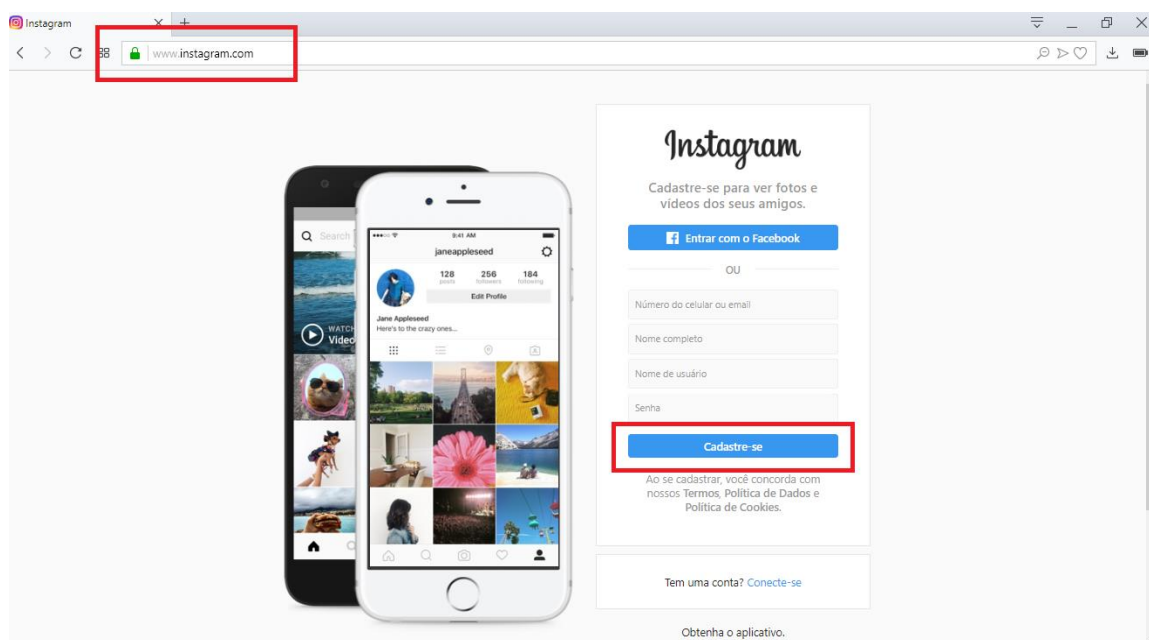 Instagram
www.instagram.com
Instagram
Cadastre-se para ver fotos e
vídeos dos seus amigos.
Entrar com o Facebook
OU
Número do celular ou email
Nome completo
Nome de usuário
Senha
Cadastre-se
Ao se cadastrar, você concorda com
nossos Termos, Política de Dados e
Política de Cookies.
Tem uma conta? Conecte-se
Obtenha o aplicativo.
Search
WATCH
Video
9:41 AM
janeappleseed
128 256 184
posts followers following
Edit Profile
Jane Appleseed
Here's to the crazy ones...